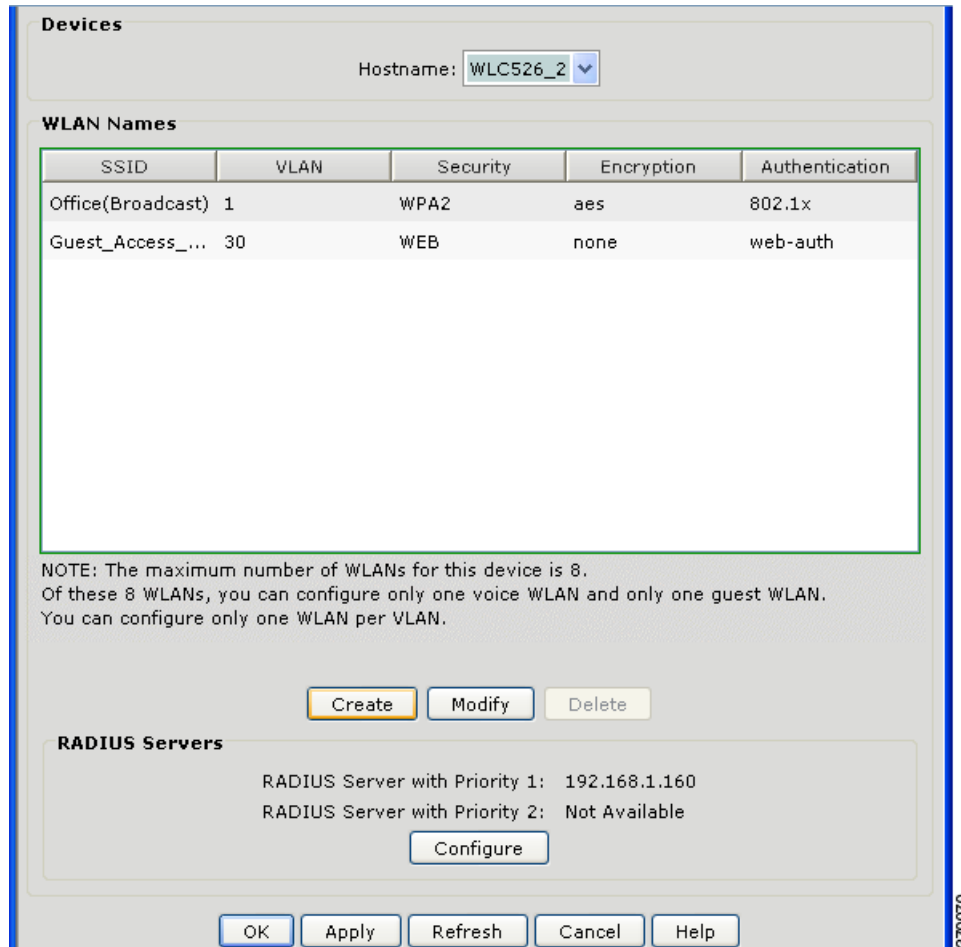 Devices
Hostname: WLC526_2
WLAN Names
SSID VLAN Security Encryption Authentication
Office(Broadcast) 1 WPA2 aes 802.1x
Guest_Access_... 30 WEB none web-auth
NOTE: The maximum number of WLANs for this device is 8.
Of these 8 WLANs, you can configure only one voice WLAN and only one guest WLAN.
You can configure only one WLAN per VLAN.
Create Modify Delete
RADIUS Servers
RADIUS Server with Priority 1: 192.168.1.160
RADIUS Server with Priority 2: Not Available
Configure
OK Apply Refresh Cancel Help